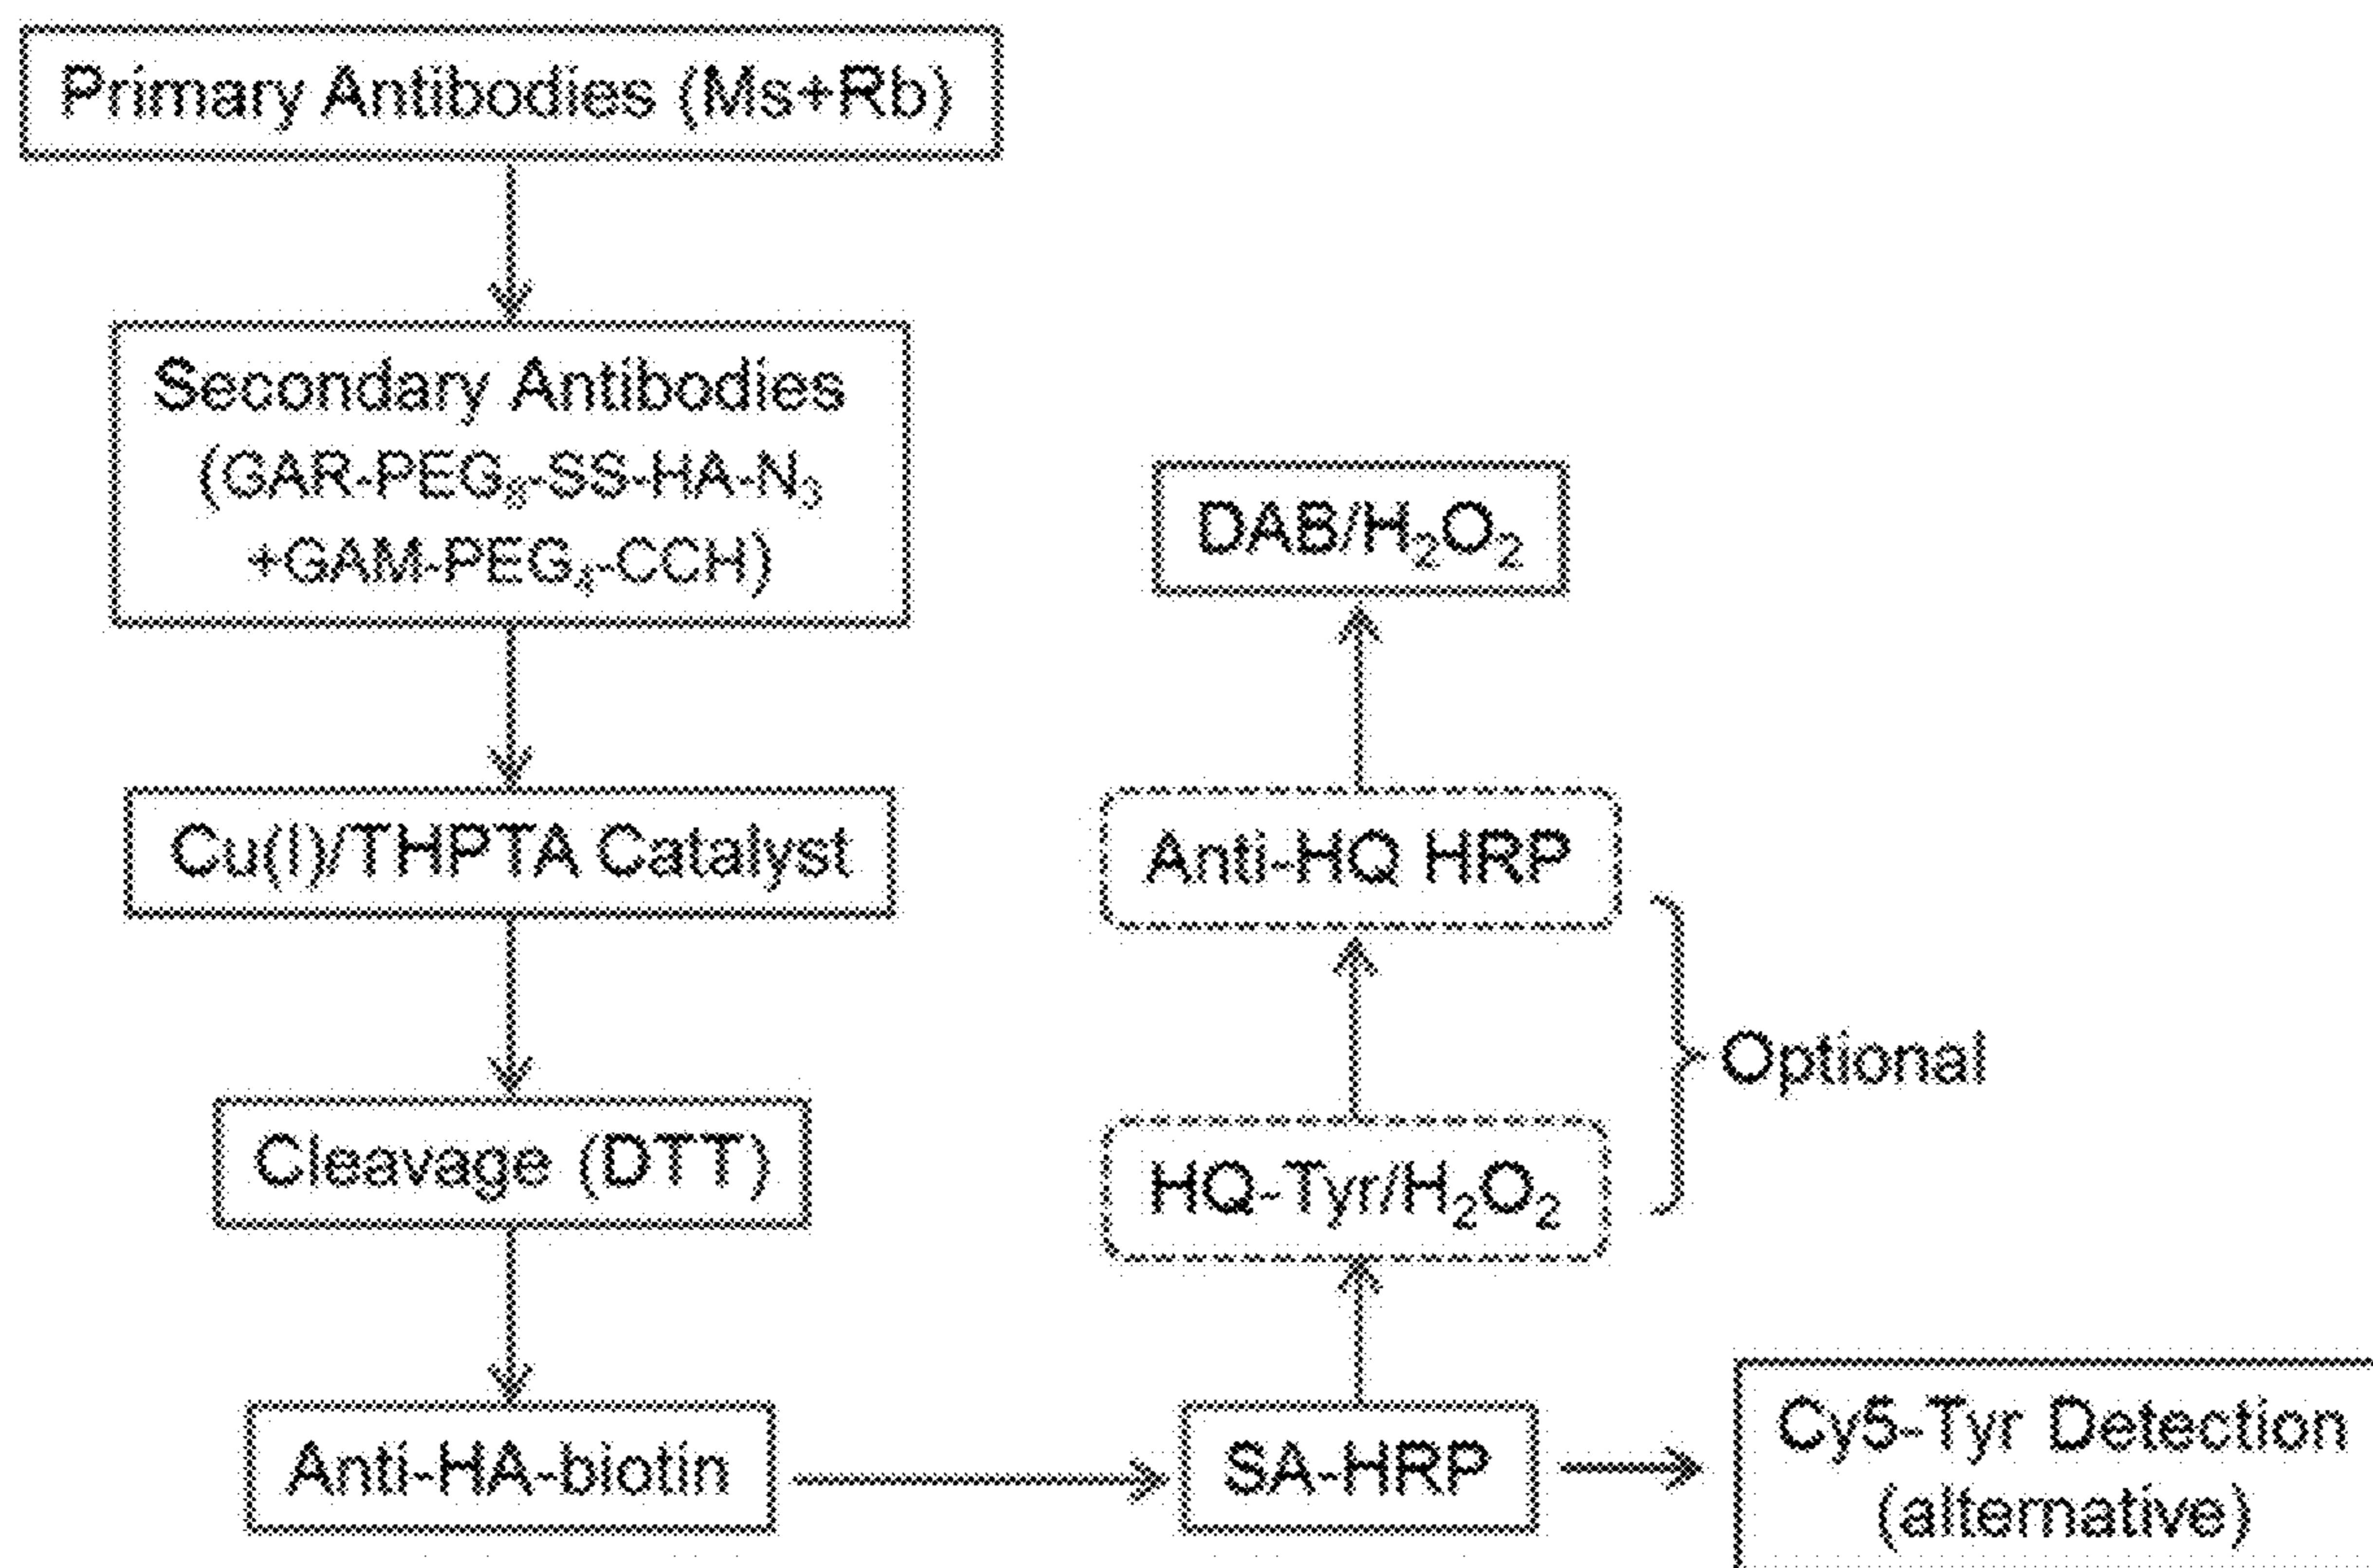 Primary Antibodies (Ms+Rb)
Secondary Antibodies
(GAR-PEG₈-SS-HA-N₃
+GAM-PEG₄-CCH)
Cu(I)/THPTA Catalyst
Cleavage (DTT)
Anti-HA-biotin
SA-HRP
Cy5-Tyr Detection
(alternative)
HQ-Tyr/H₂O₂
Anti-HQ HRP
Optional
DAB/H₂O₂